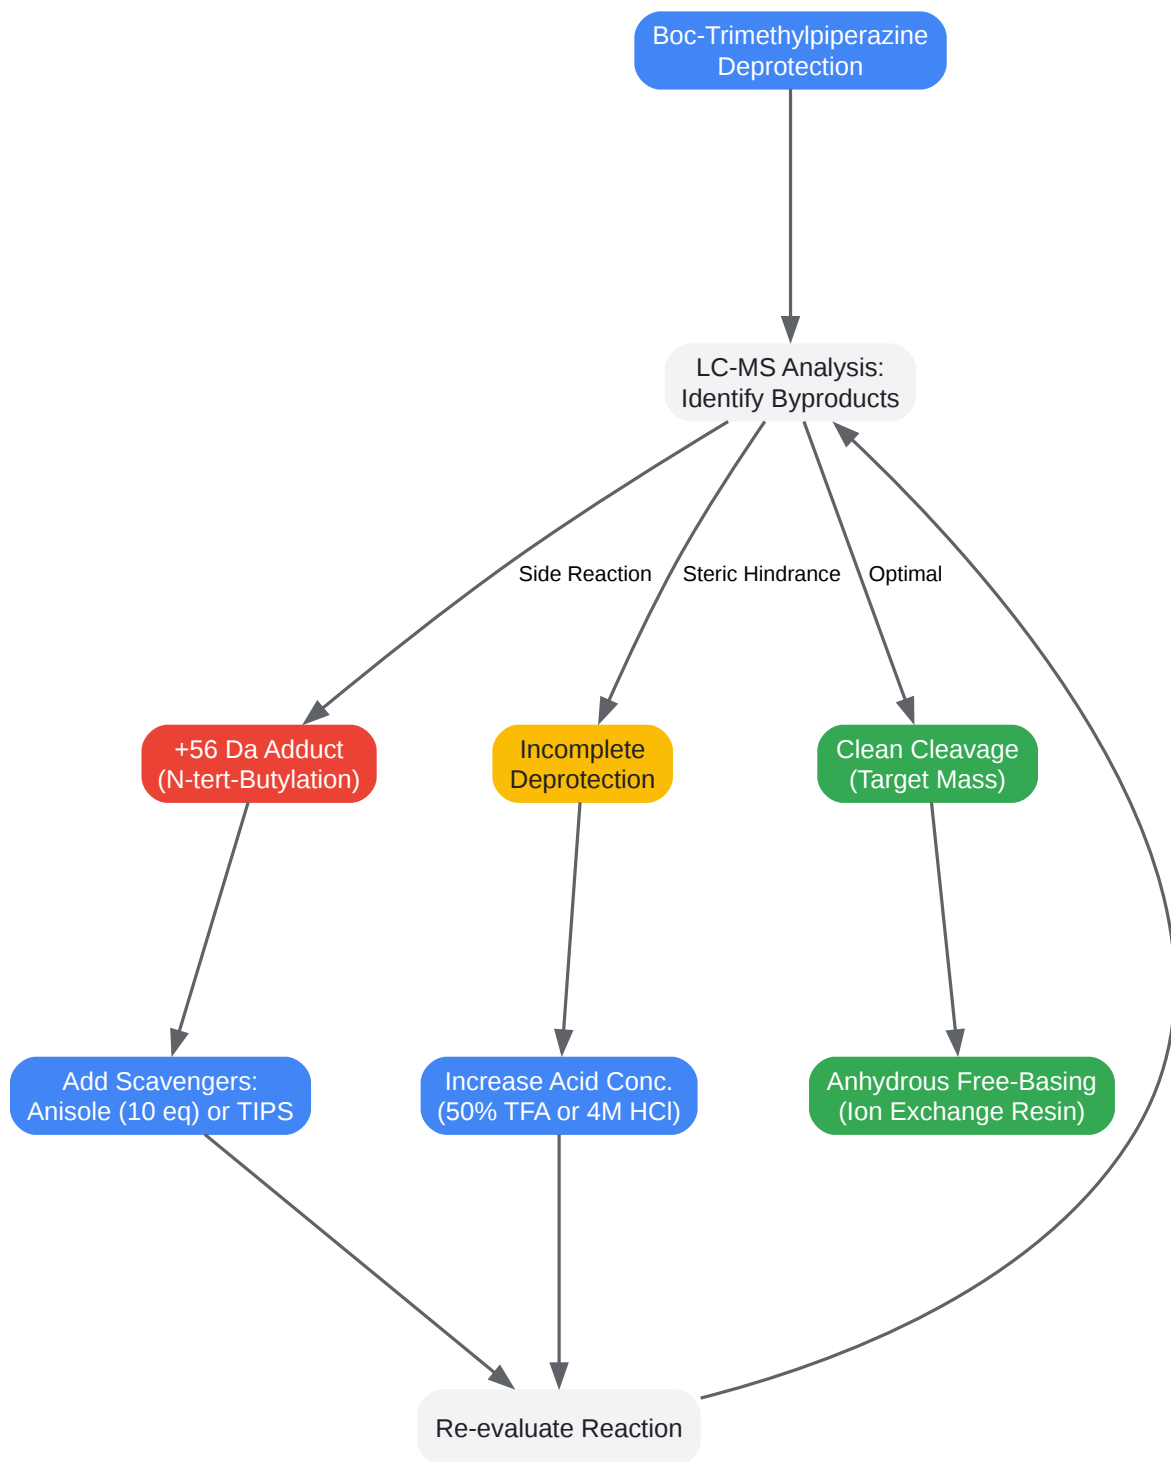 Boc-Trimethylpiperazine
Deprotection
LC-MS Analysis:
Identify Byproducts
Side Reaction
Steric Hindrance
Optimal
+56 Da Adduct
(N-tert-Butylation)
Incomplete
Deprotection
Clean Cleavage
(Target Mass)
Add Scavengers:
Anisole (10 eq) or TIPS
Increase Acid Conc.
(50% TFA or 4M HCl)
Anhydrous Free-Basing
(Ion Exchange Resin)
Re-evaluate Reaction